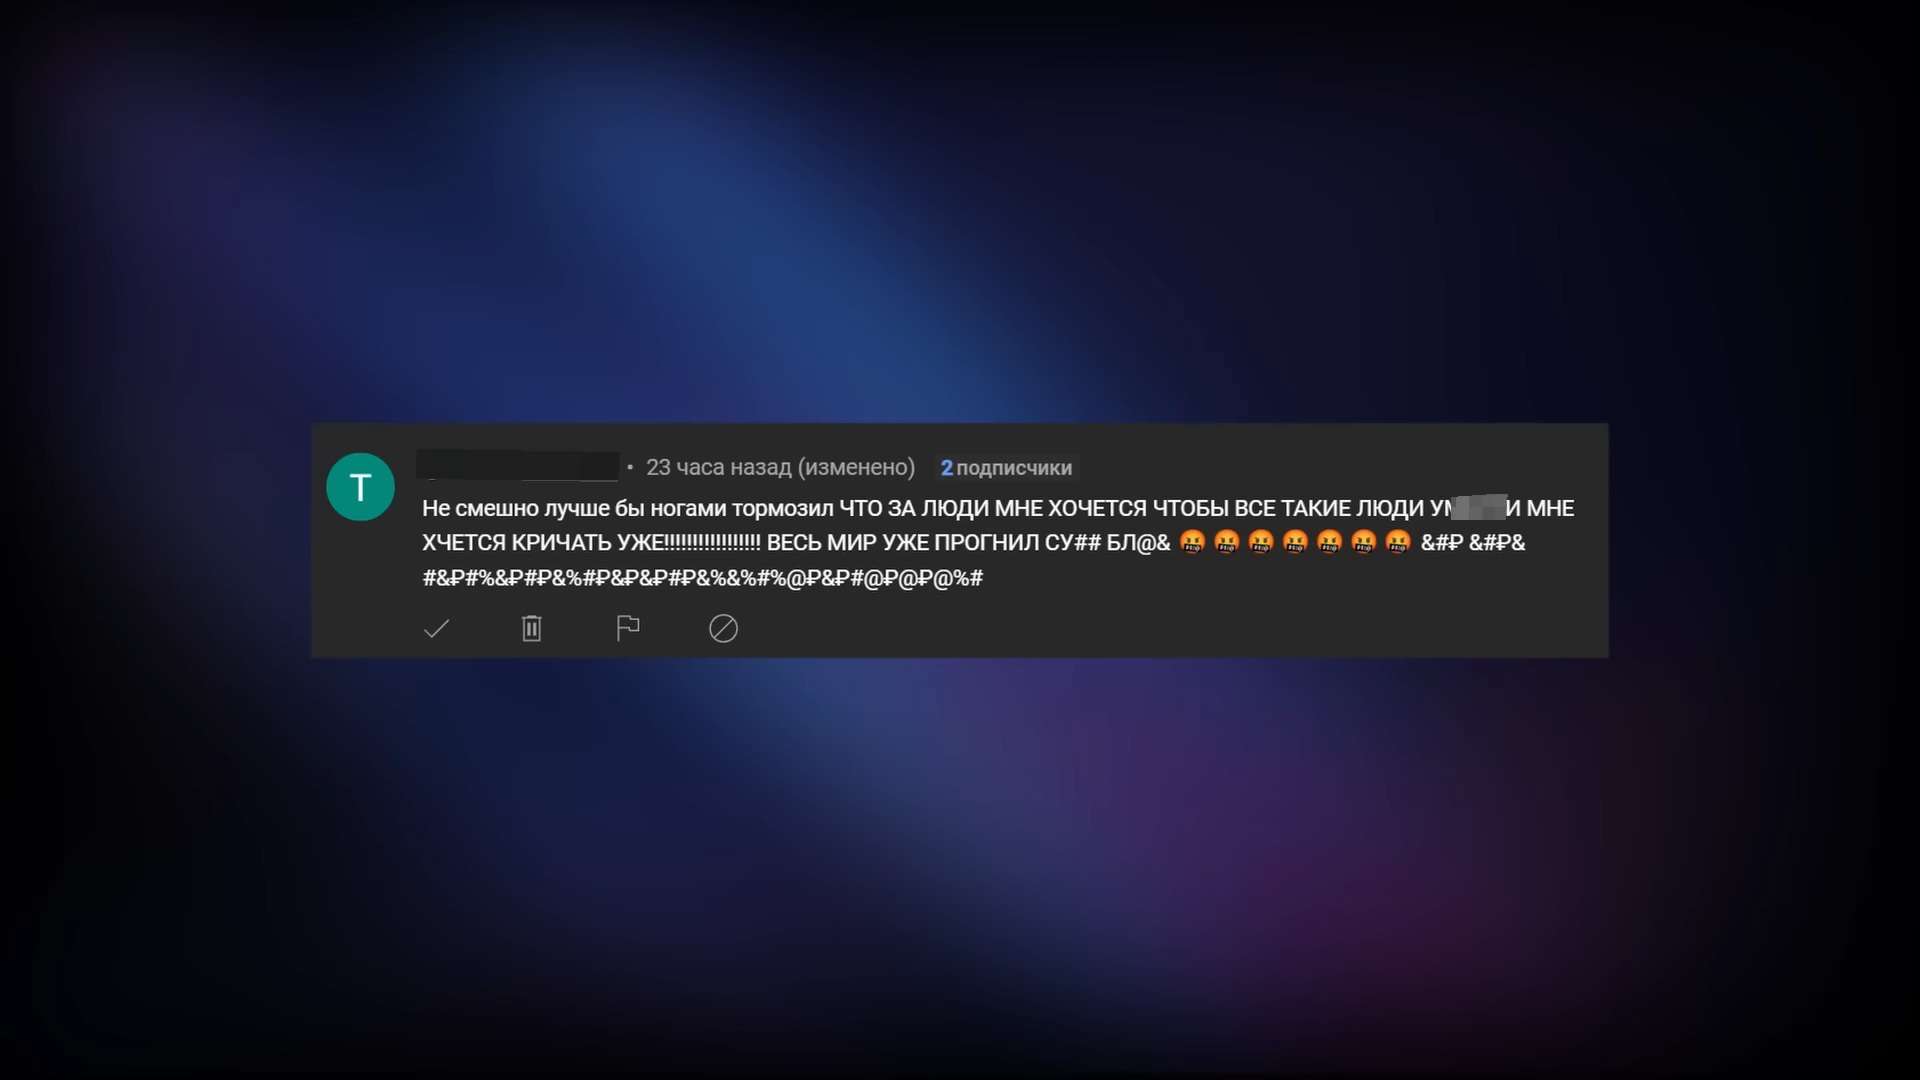 Т
• 23 часа назад (изменено) 2 подписчики
Не смешно лучше бы ногами тормозил ЧТО ЗА ЛЮДИ МНЕ ХОЧЕТСЯ ЧТОБЫ ВСЕ ТАКИЕ ЛЮДИ МНЕ
ХЧЕТСЯ КРИЧАТЬ УЖЕ!!!!!!!!!!!!!!!!! ВЕСЬ МИР УЖЕ ПРОГНИЛ СУ## БЛ@& 🤬 🤬 🤬 🤬 🤬 🤬 🤬 &#₽ &#₽&
#&₽#%&₽#₽&%#₽&₽&₽#₽&%&%#%@₽&₽#@₽@₽@%#